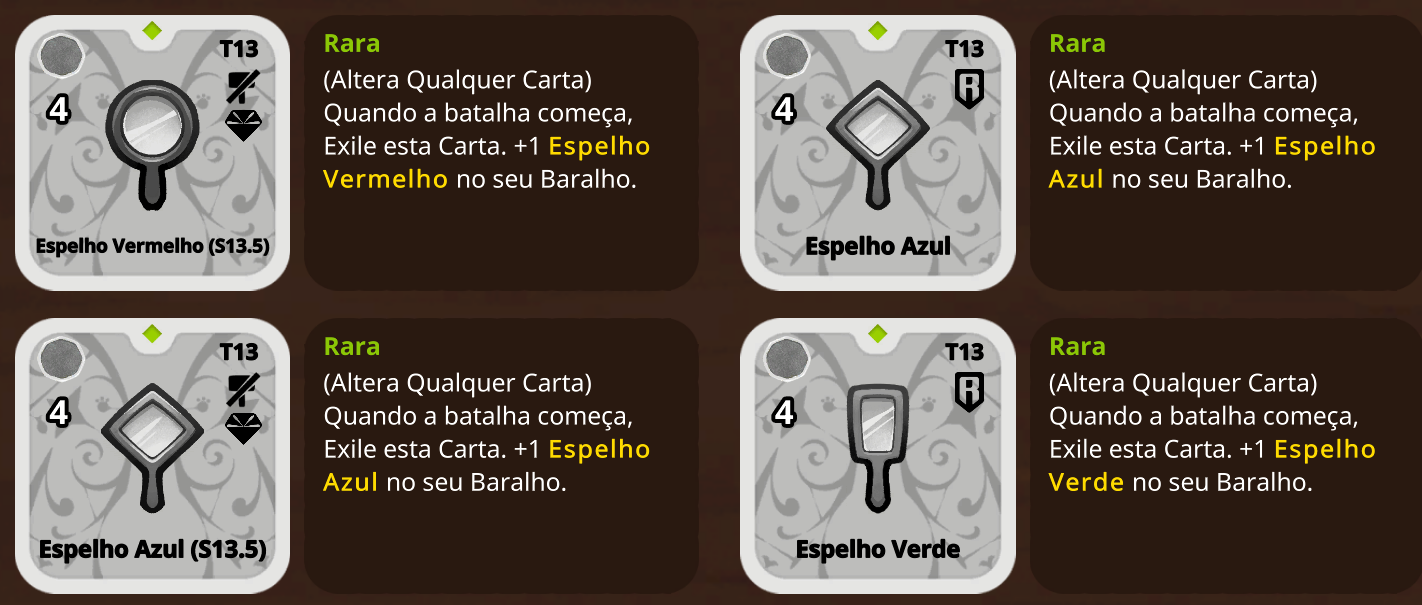 T13
4
Espelho Vermelho (S13.5)
Rara
(Altera Qualquer Carta)
Quando a batalha começa,
Exile esta Carta. +1 Espelho
Vermelho no seu Baralho.
T13
R
4
Espelho Azul
Rara
(Altera Qualquer Carta)
Quando a batalha começa,
Exile esta Carta. +1 Espelho
Azul no seu Baralho.
T13
4
Espelho Azul (S13.5)
Rara
(Altera Qualquer Carta)
Quando a batalha começa,
Exile esta Carta. +1 Espelho
Azul no seu Baralho.
T13
R
4
Espelho Verde
Rara
(Altera Qualquer Carta)
Quando a batalha começa,
Exile esta Carta. +1 Espelho
Verde no seu Baralho.